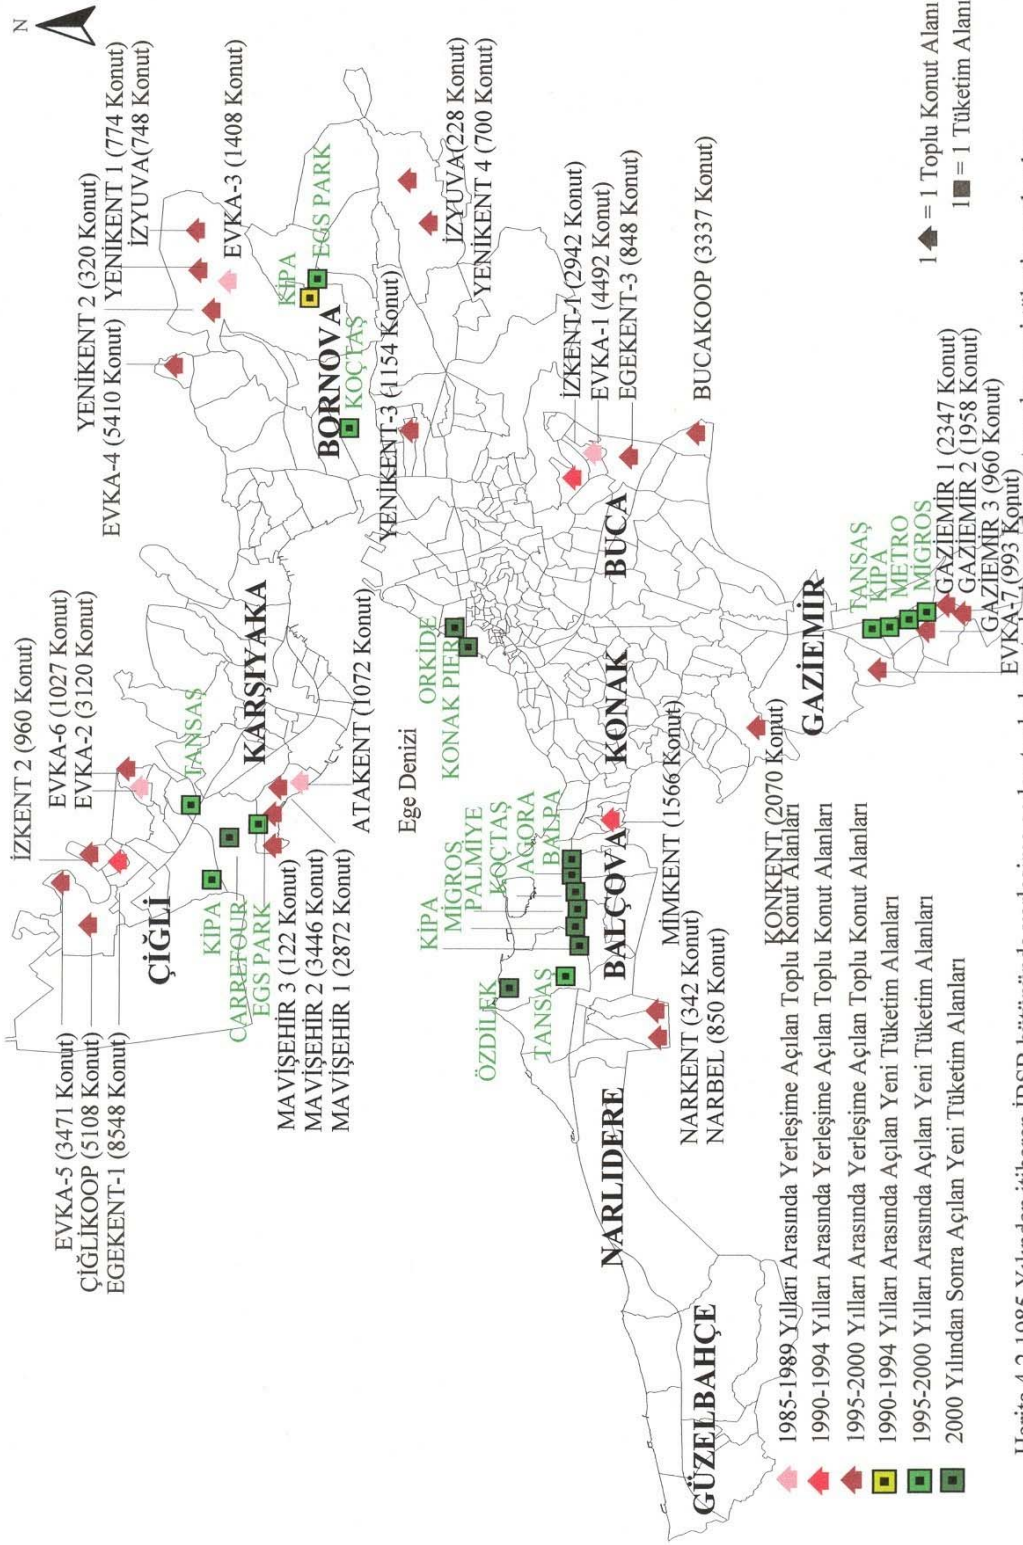 N
İZKENT 2 (960 Konut)
EVKA-6 (1027 Konut)
EVKA-2 (3120 Konut)
EVKA-5 (3471 Konut)
ÇİĞLİKOOP (5108 Konut)
EGEKENT-1 (8548 Konut)
ÇİĞLİ
KİPA
CARREFOUR
EGS PARK
TANSAŞ
KARŞIYAKA
MAVİŞEHİR 3 (122 Konut)
MAVİŞEHİR 2 (3446 Konut)
MAVİŞEHİR 1 (2872 Konut)
ATAKENT (1072 Konut)
Ege Denizi
YENİKENT 2 (320 Konut)
EVKA-4 (5410 Konut)
YENİKENT 1 (774 Konut)
İZYUVA(748 Konut)
EVKA-3 (1408 Konut)
KİPA
EGS PARK
BORNOVA
KOÇTAŞ
YENİKENT-3 (1154 Konut)
İZYUVA(228 Konut)
YENİKENT 4 (700 Konut)
ORKİDE
KONAK PIER
İZKENT-1 (2942 Konut)
EVKA-1 (4492 Konut)
EGEKENT-3 (848 Konut)
BUCAKOOP (3337 Konut)
BUCA
KONAK
KİPA
MİGROS
PALMİYE
KOÇTAŞ
AGORA
BALPA
ÖZDİLEK
TANSAŞ
BALÇOVA
MİMKENT (1566 Konut)
NARKENT (342 Konut)
NARBEL (850 Konut)
NARLIDERE
GÜZELBAHÇE
KONKENT (2070 Konut)
GAZİEMİR
TANSAŞ
KİPA
METRO
MİGROS
GAZİEMİR 1 (2347 Konut)
GAZİEMİR 2 (1958 Konut)
GAZİEMİR 3 (960 Konut)
EVKA-7 (993 Konut)
1985-1989 Yılları Arasında Yerleşime Açılan Toplu Konut Alanları
1990-1994 Yılları Arasında Yerleşime Açılan Toplu Konut Alanları
1995-2000 Yılları Arasında Yerleşime Açılan Toplu Konut Alanları
1990-1994 Yılları Arasında Açılan Yeni Tüketim Alanları
1995-2000 Yılları Arasında Açılan Yeni Tüketim Alanları
2000 Yılından Sonra Açılan Yeni Tüketim Alanları
1 = 1 Toplu Konut Alanı
1 = 1 Tüketim Alanı
Harita 4.2 1985 Yılından itibaren İBŞB bütününde